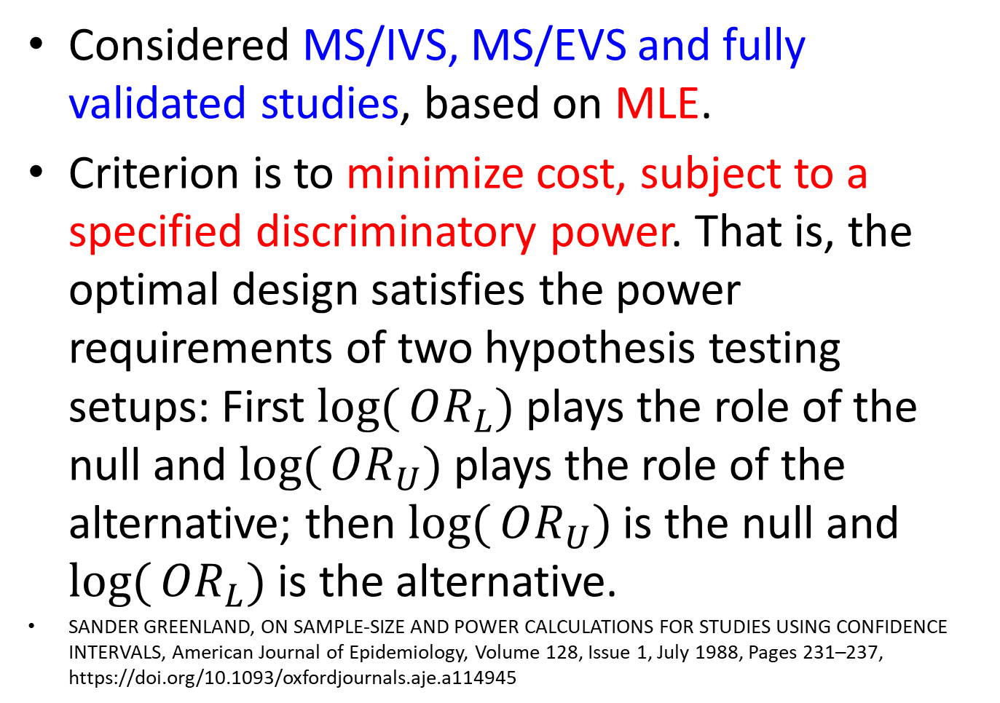 • Considered MS/IVS, MS/EVS and fully
validated studies, based on MLE.
• Criterion is to minimize cost, subject to a
specified discriminatory power. That is, the
optimal design satisfies the power
requirements of two hypothesis testing
setups: First log( OR_L) plays the role of the
null and log( OR_U) plays the role of the
alternative; then log( OR_U) is the null and
log( OR_L) is the alternative.
• SANDER GREENLAND, ON SAMPLE-SIZE AND POWER CALCULATIONS FOR STUDIES USING CONFIDENCE
INTERVALS, American Journal of Epidemiology, Volume 128, Issue 1, July 1988, Pages 231–237,
https://doi.org/10.1093/oxfordjournals.aje.a114945